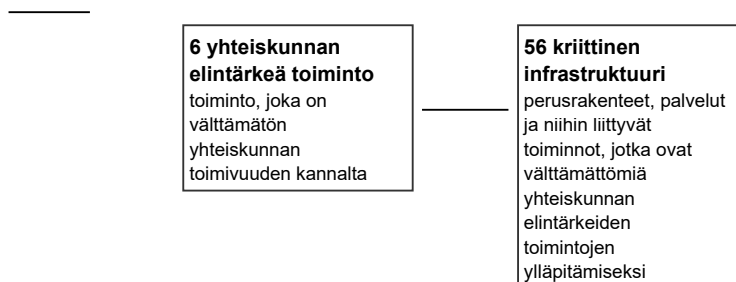 6 yhteiskunnan
elintärkeä toiminto
toiminto, joka on
välttämätön
yhteiskunnan
toimivuuden kannalta
56 kriittinen
infrastruktuuri
perusrakenteet, palvelut
ja niihin liittyvät
toiminnot, jotka ovat
välttämättömiä
yhteiskunnan
elintärkeiden
toimintojen
ylläpitämiseksi